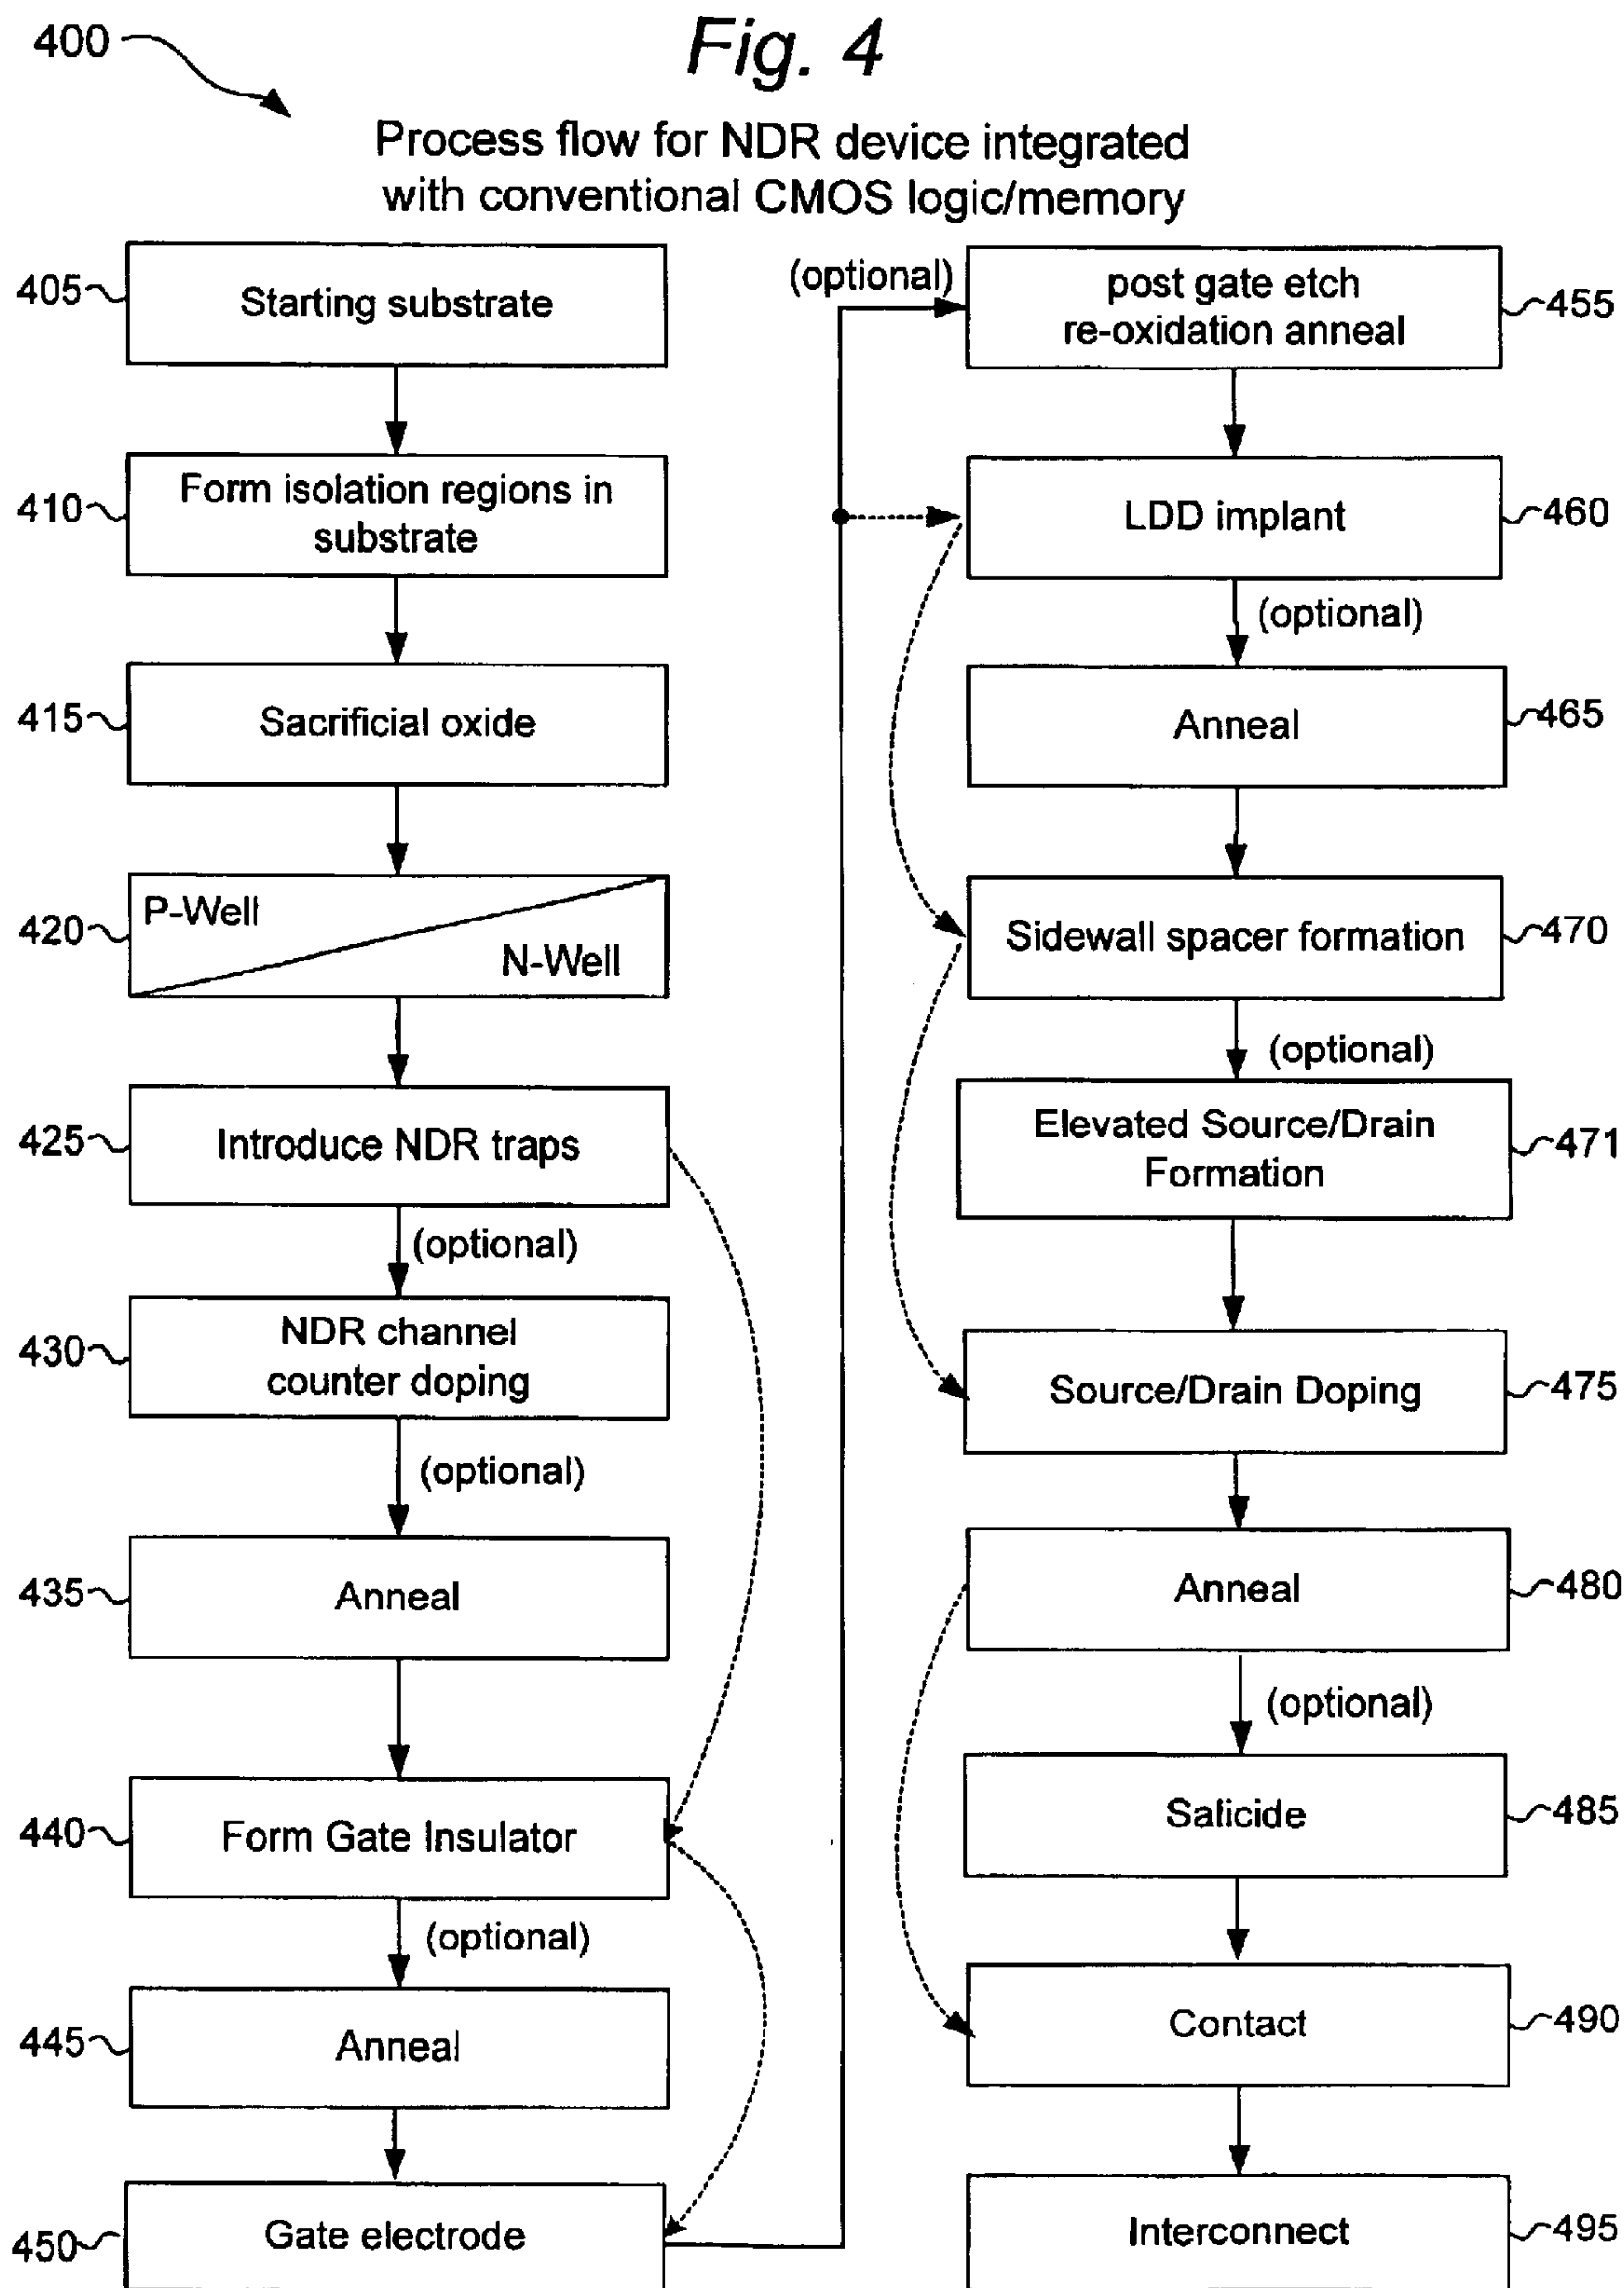 400
Fig. 4
Process flow for NDR device integrated
with conventional CMOS logic/memory
405
Starting substrate
410
Form isolation regions in
substrate
415
Sacrificial oxide
420
P-Well
N-Well
425
Introduce NDR traps
(optional)
430
NDR channel
counter doping
(optional)
435
Anneal
440
Form Gate Insulator
(optional)
445
Anneal
450
Gate electrode
(optional)
post gate etch
re-oxidation anneal
455
LDD implant
460
(optional)
Anneal
465
Sidewall spacer formation
470
(optional)
Elevated Source/Drain
Formation
471
Source/Drain Doping
475
Anneal
480
(optional)
Salicide
485
Contact
490
Interconnect
495